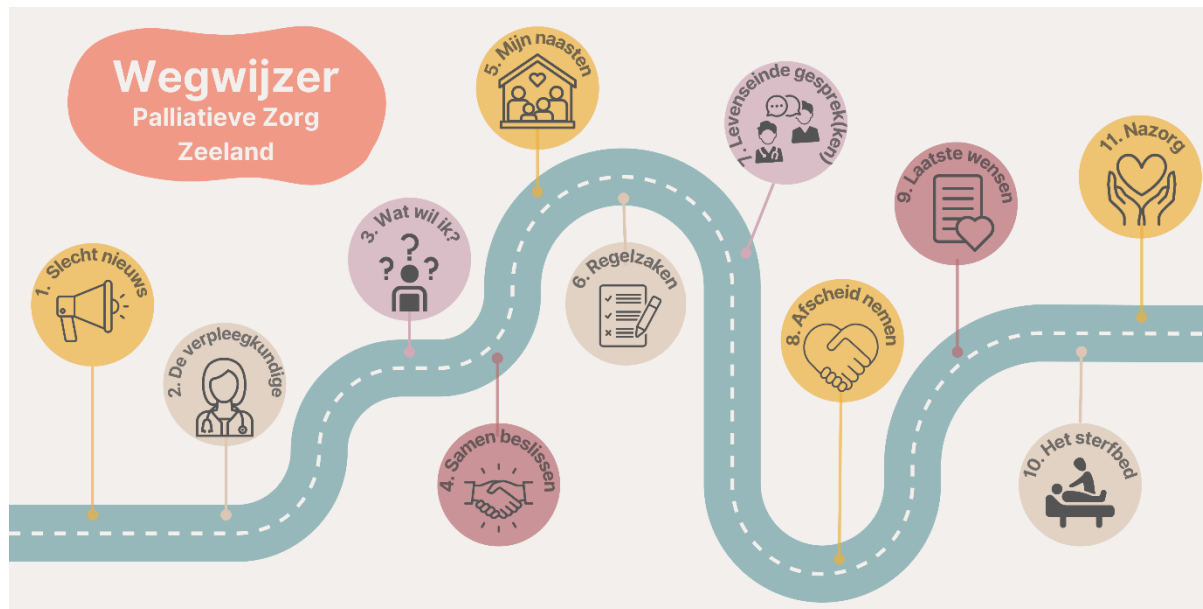 Wegwijzer
Palliatieve Zorg
Zeeland
1. Slecht nieuws
2. De verpleegkundige
3. Wat wil ik?
? ? ?
4. Samen beslissen
5. Mijn naasten
6. Regelzaken
7. Levenseinde gesprek(ken)
8. Afscheid nemen
9. Laatste wensen
10. Het sterfbed
11. Nazorg